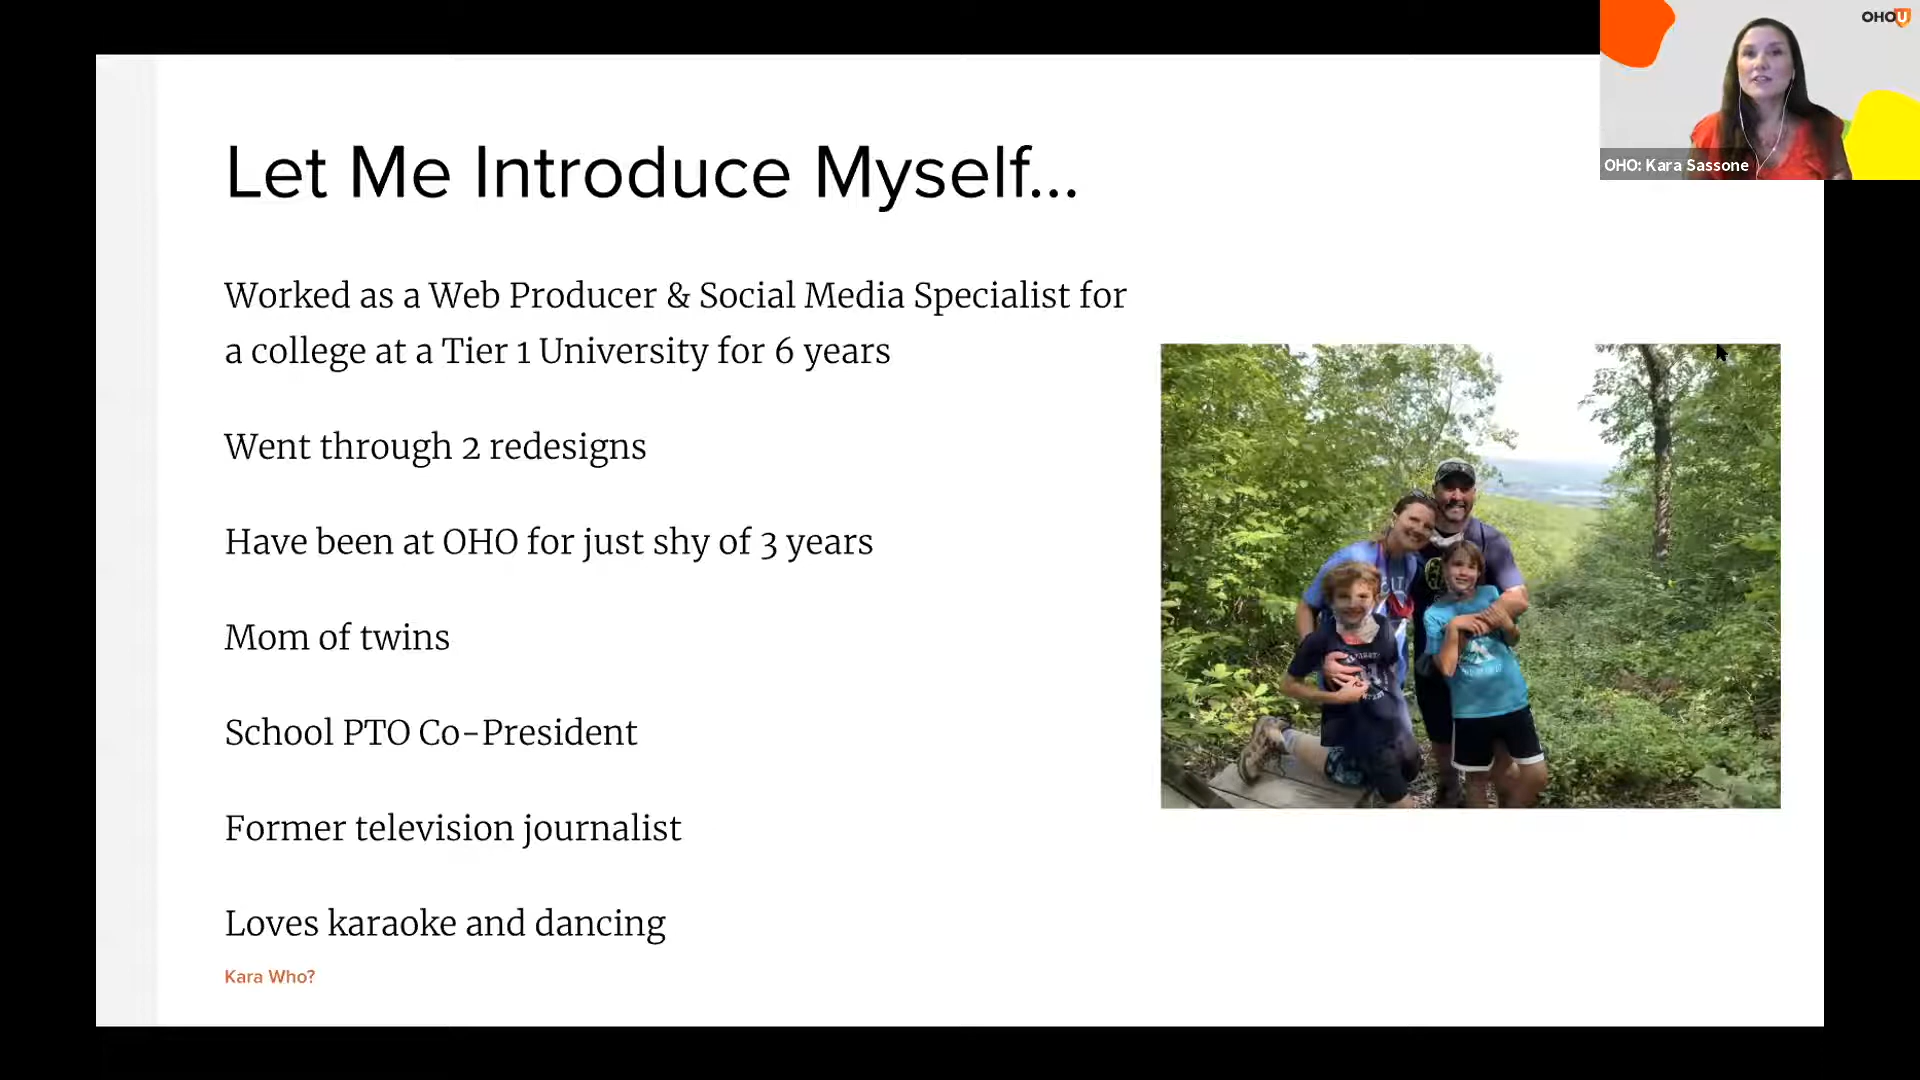 OHOU
OHO: Kara Sassone
Let Me Introduce Myself...
Worked as a Web Producer & Social Media Specialist for
a college at a Tier 1 University for 6 years
Went through 2 redesigns
Have been at OHO for just shy of 3 years
Mom of twins
School PTO Co-President
Former television journalist
Loves karaoke and dancing
Kara Who?